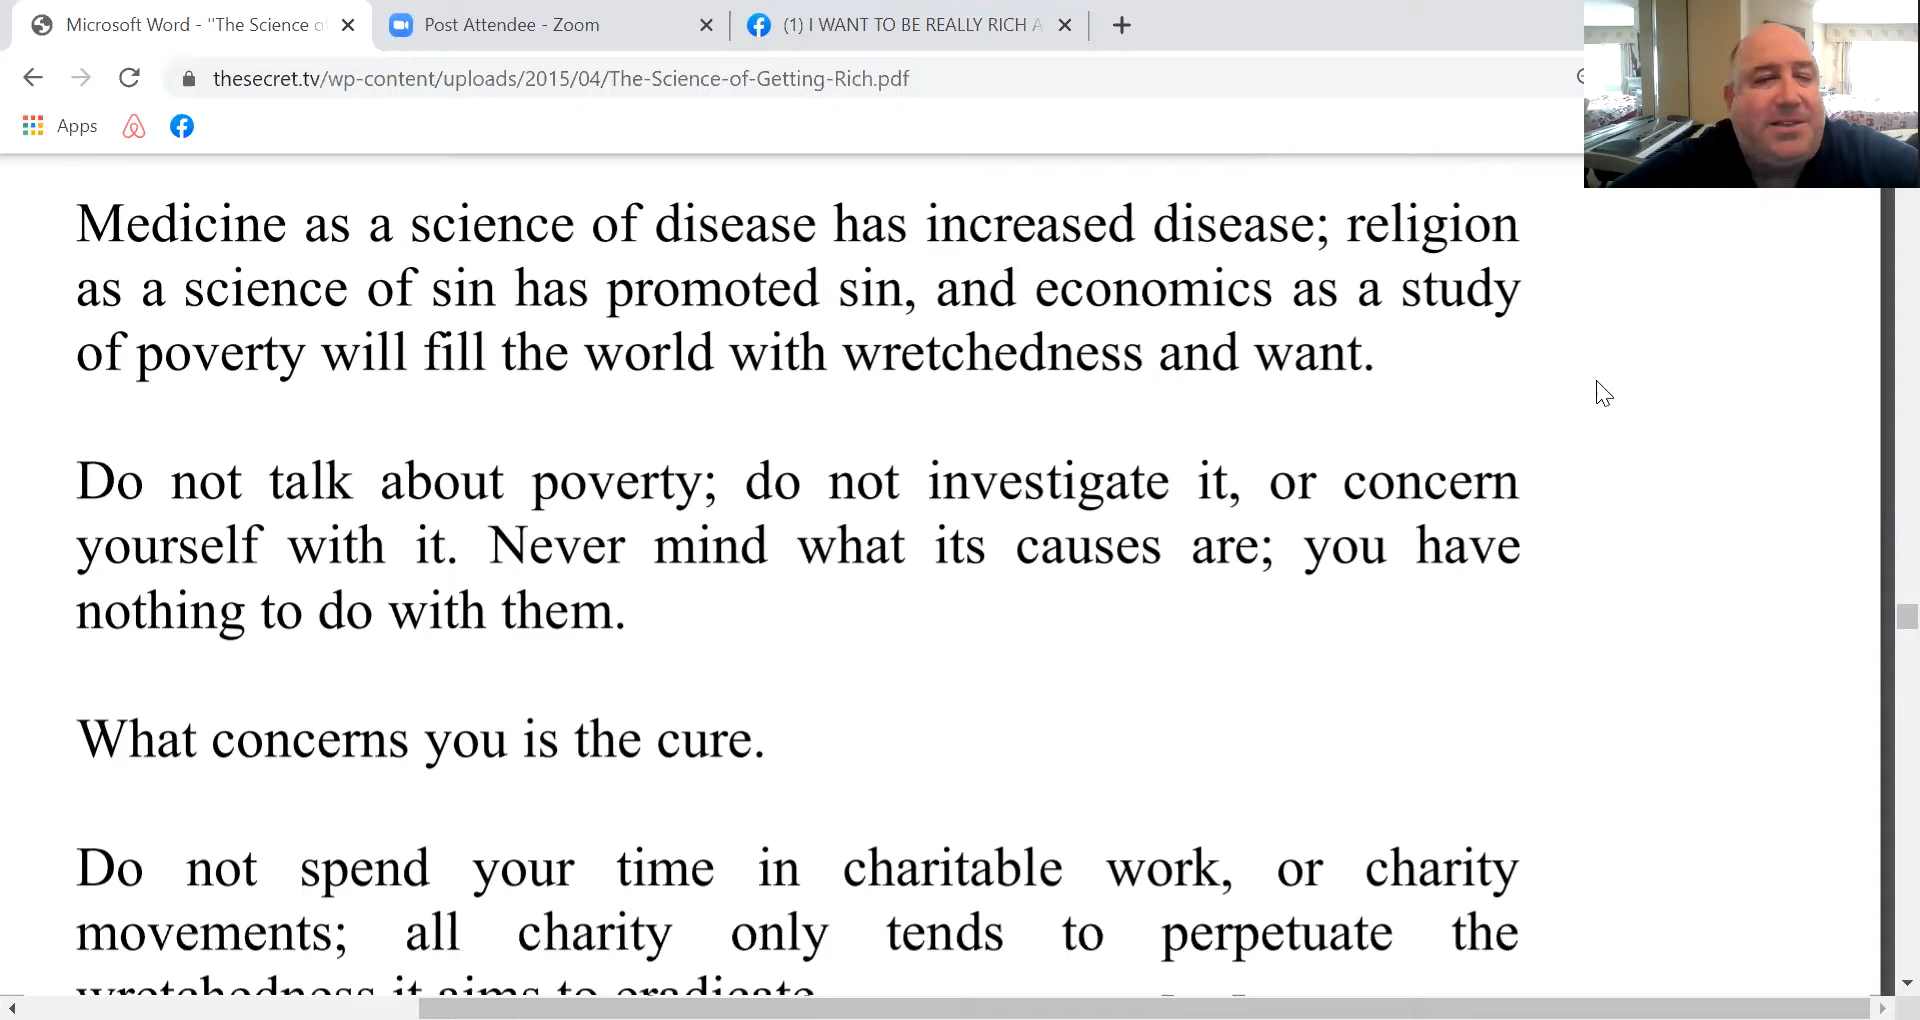 Microsoft Word - "The Science o
Post Attendee - Zoom
(1) I WANT TO BE REALLY RICH A
thesecret.tv/wp-content/uploads/2015/04/The-Science-of-Getting-Rich.pdf
Apps
Medicine as a science of disease has increased disease; religion
as a science of sin has promoted sin, and economics as a study
of poverty will fill the world with wretchedness and want.
Do not talk about poverty; do not investigate it, or concern
yourself with it. Never mind what its causes are; you have
nothing to do with them.
What concerns you is the cure.
Do not spend your time in charitable work, or charity
movements; all charity only tends to perpetuate the
wretchedness it aims to eradicate.